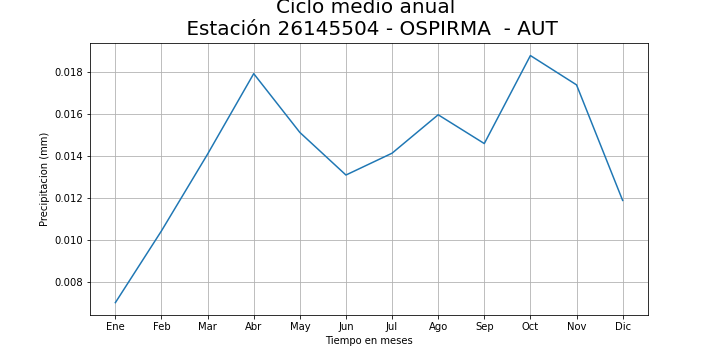 Ciclo medio anual
Estación 26145504 - OSPIRMA  - AUT
0.018
0.016
0.014
0.012
0.010
0.008
Precipitacion (mm)
Ene Feb Mar Abr May Jun Jul Ago Sep Oct Nov Dic
Tiempo en meses